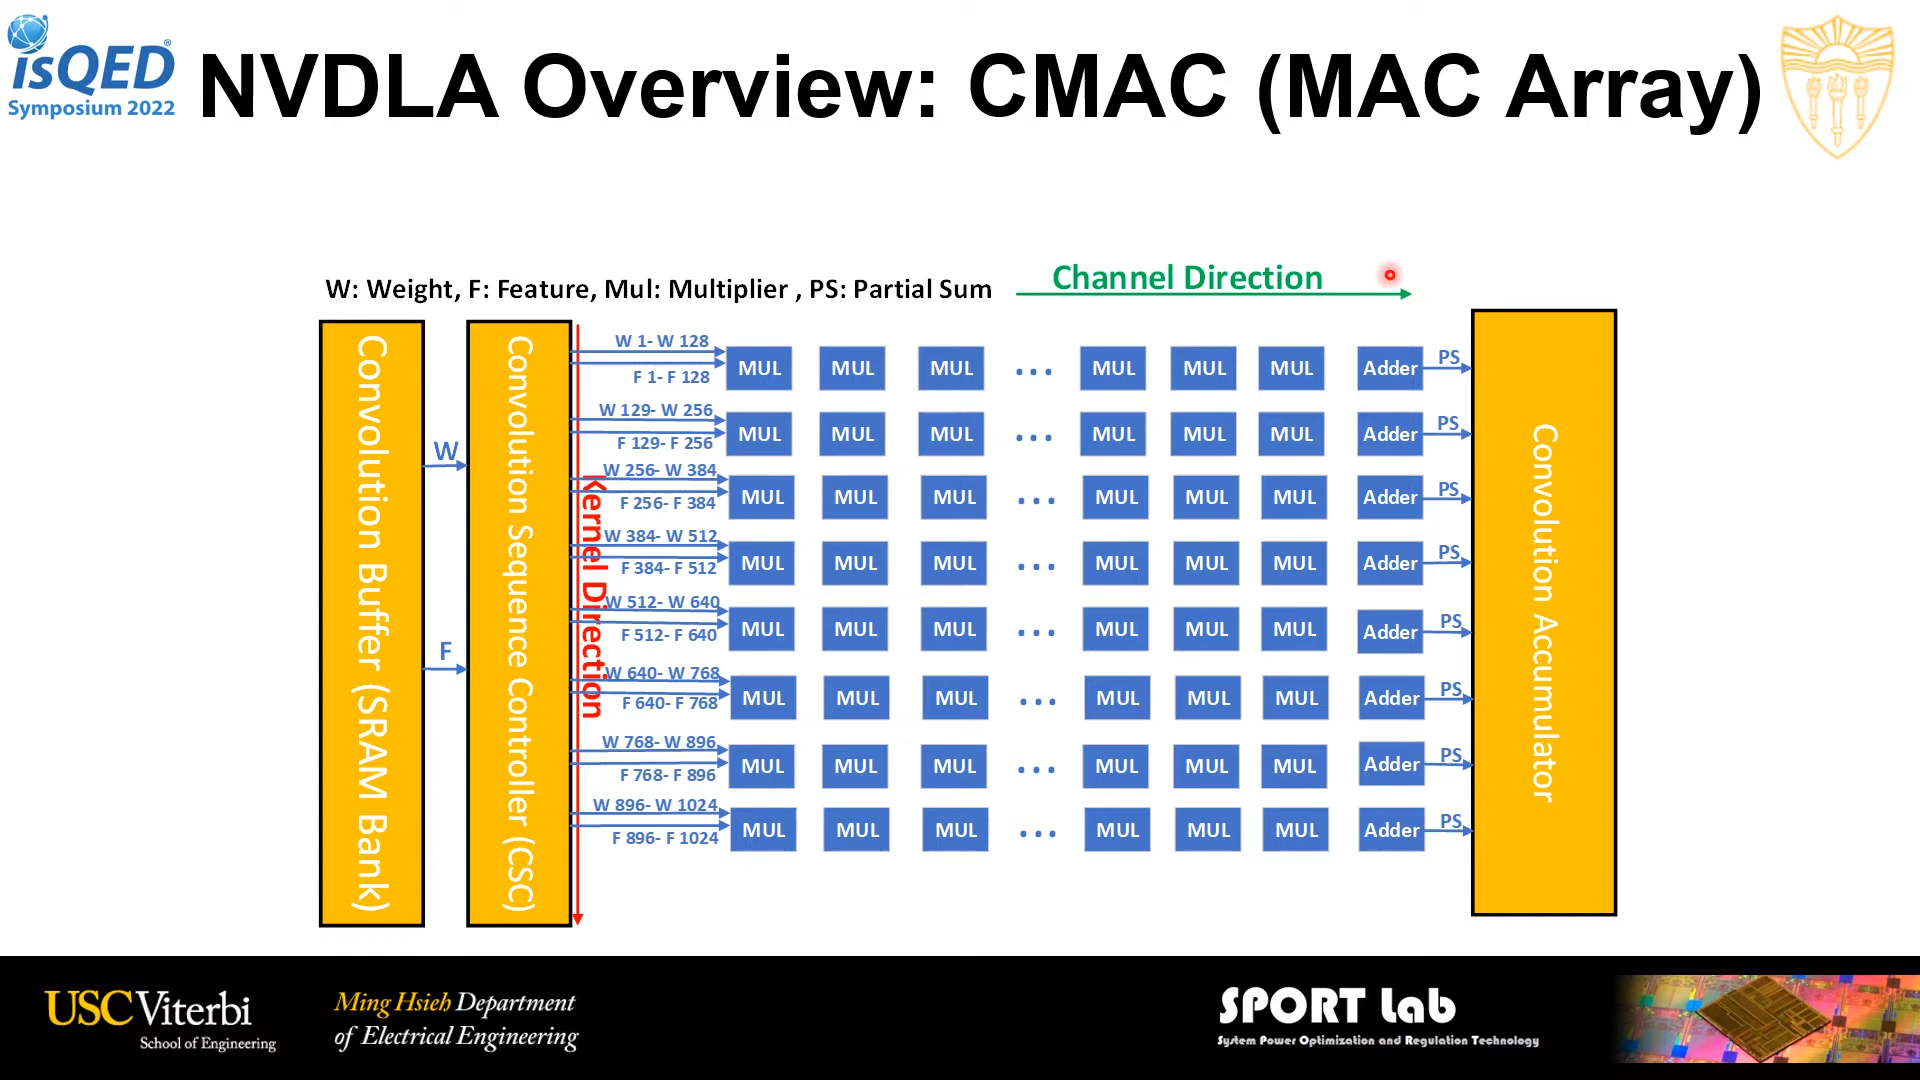 isQED®
Symposium 2022
NVDLA Overview: CMAC (MAC Array)
W: Weight, F: Feature, Mul: Multiplier , PS: Partial Sum
Channel Direction
Convolution Buffer (SRAM Bank)
W
F
Convolution Sequence Controller (CSC)
Kernel Direction
W 1- W 128
F 1- F 128
MUL MUL MUL ... MUL MUL MUL Adder PS
W 129- W 256
F 129- F 256
MUL MUL MUL ... MUL MUL MUL Adder PS
W 256- W 384
F 256- F 384
MUL MUL MUL ... MUL MUL MUL Adder PS
W 384- W 512
F 384- F 512
MUL MUL MUL ... MUL MUL MUL Adder PS
W 512- W 640
F 512- F 640
MUL MUL MUL ... MUL MUL MUL Adder PS
W 640- W 768
F 640- F 768
MUL MUL MUL ... MUL MUL MUL Adder PS
W 768- W 896
F 768- F 896
MUL MUL MUL ... MUL MUL MUL Adder PS
W 896- W 1024
F 896- F 1024
MUL MUL MUL ... MUL MUL MUL Adder PS
Convolution Accumulator
USC Viterbi
School of Engineering
Ming Hsieh Department
of Electrical Engineering
SPORT Lab
System Power Optimization and Regulation Technology